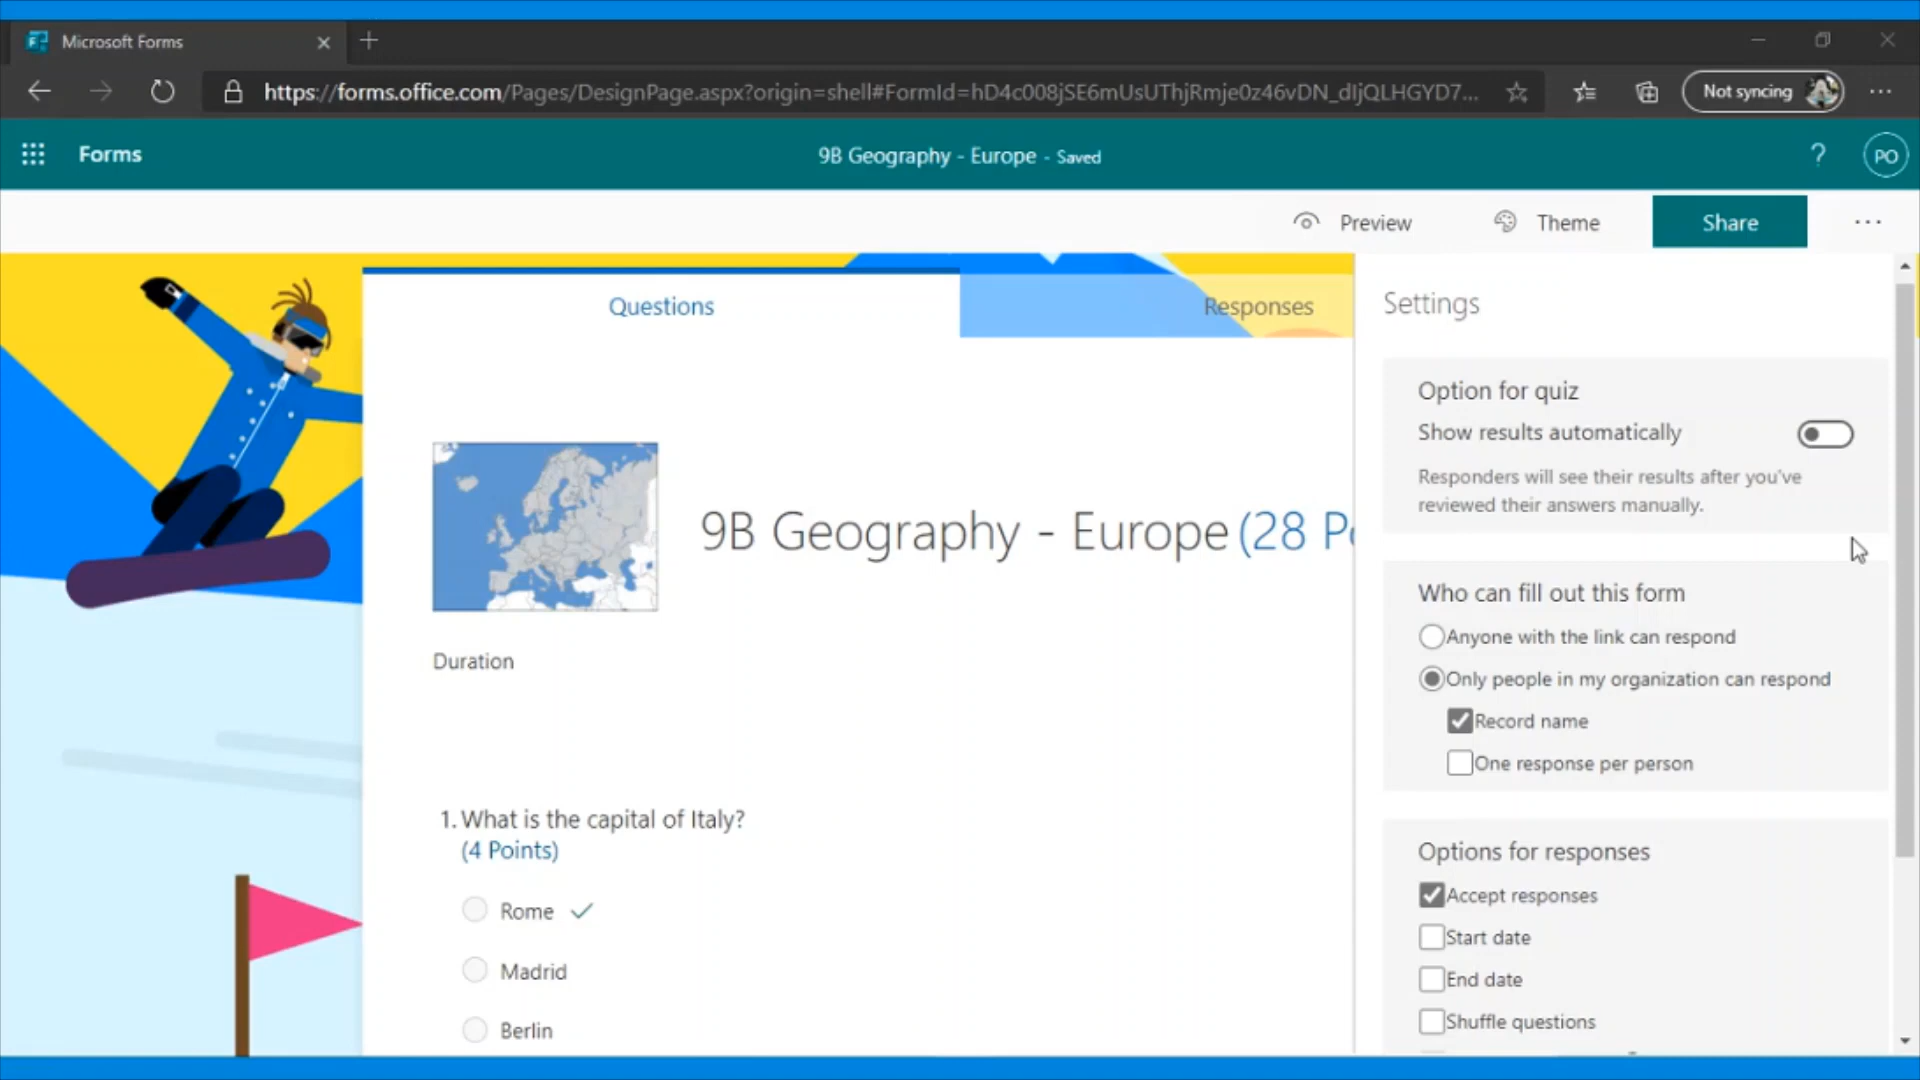 Microsoft Forms
https://forms.office.com/Pages/DesignPage.aspx?origin=shell#FormId=hD4c008jSE6mUsUThjRmje0z46vDN_dIjQLHGYD7...
Not syncing
Forms
9B Geography - Europe - Saved
?
PO
Preview
Theme
Share
Questions
Responses
9B Geography - Europe (28 Po
Duration
1. What is the capital of Italy?
(4 Points)
Rome
Madrid
Berlin
Settings
Option for quiz
Show results automatically
Responders will see their results after you've
reviewed their answers manually.
Who can fill out this form
Anyone with the link can respond
Only people in my organization can respond
Record name
One response per person
Options for responses
Accept responses
Start date
End date
Shuffle questions